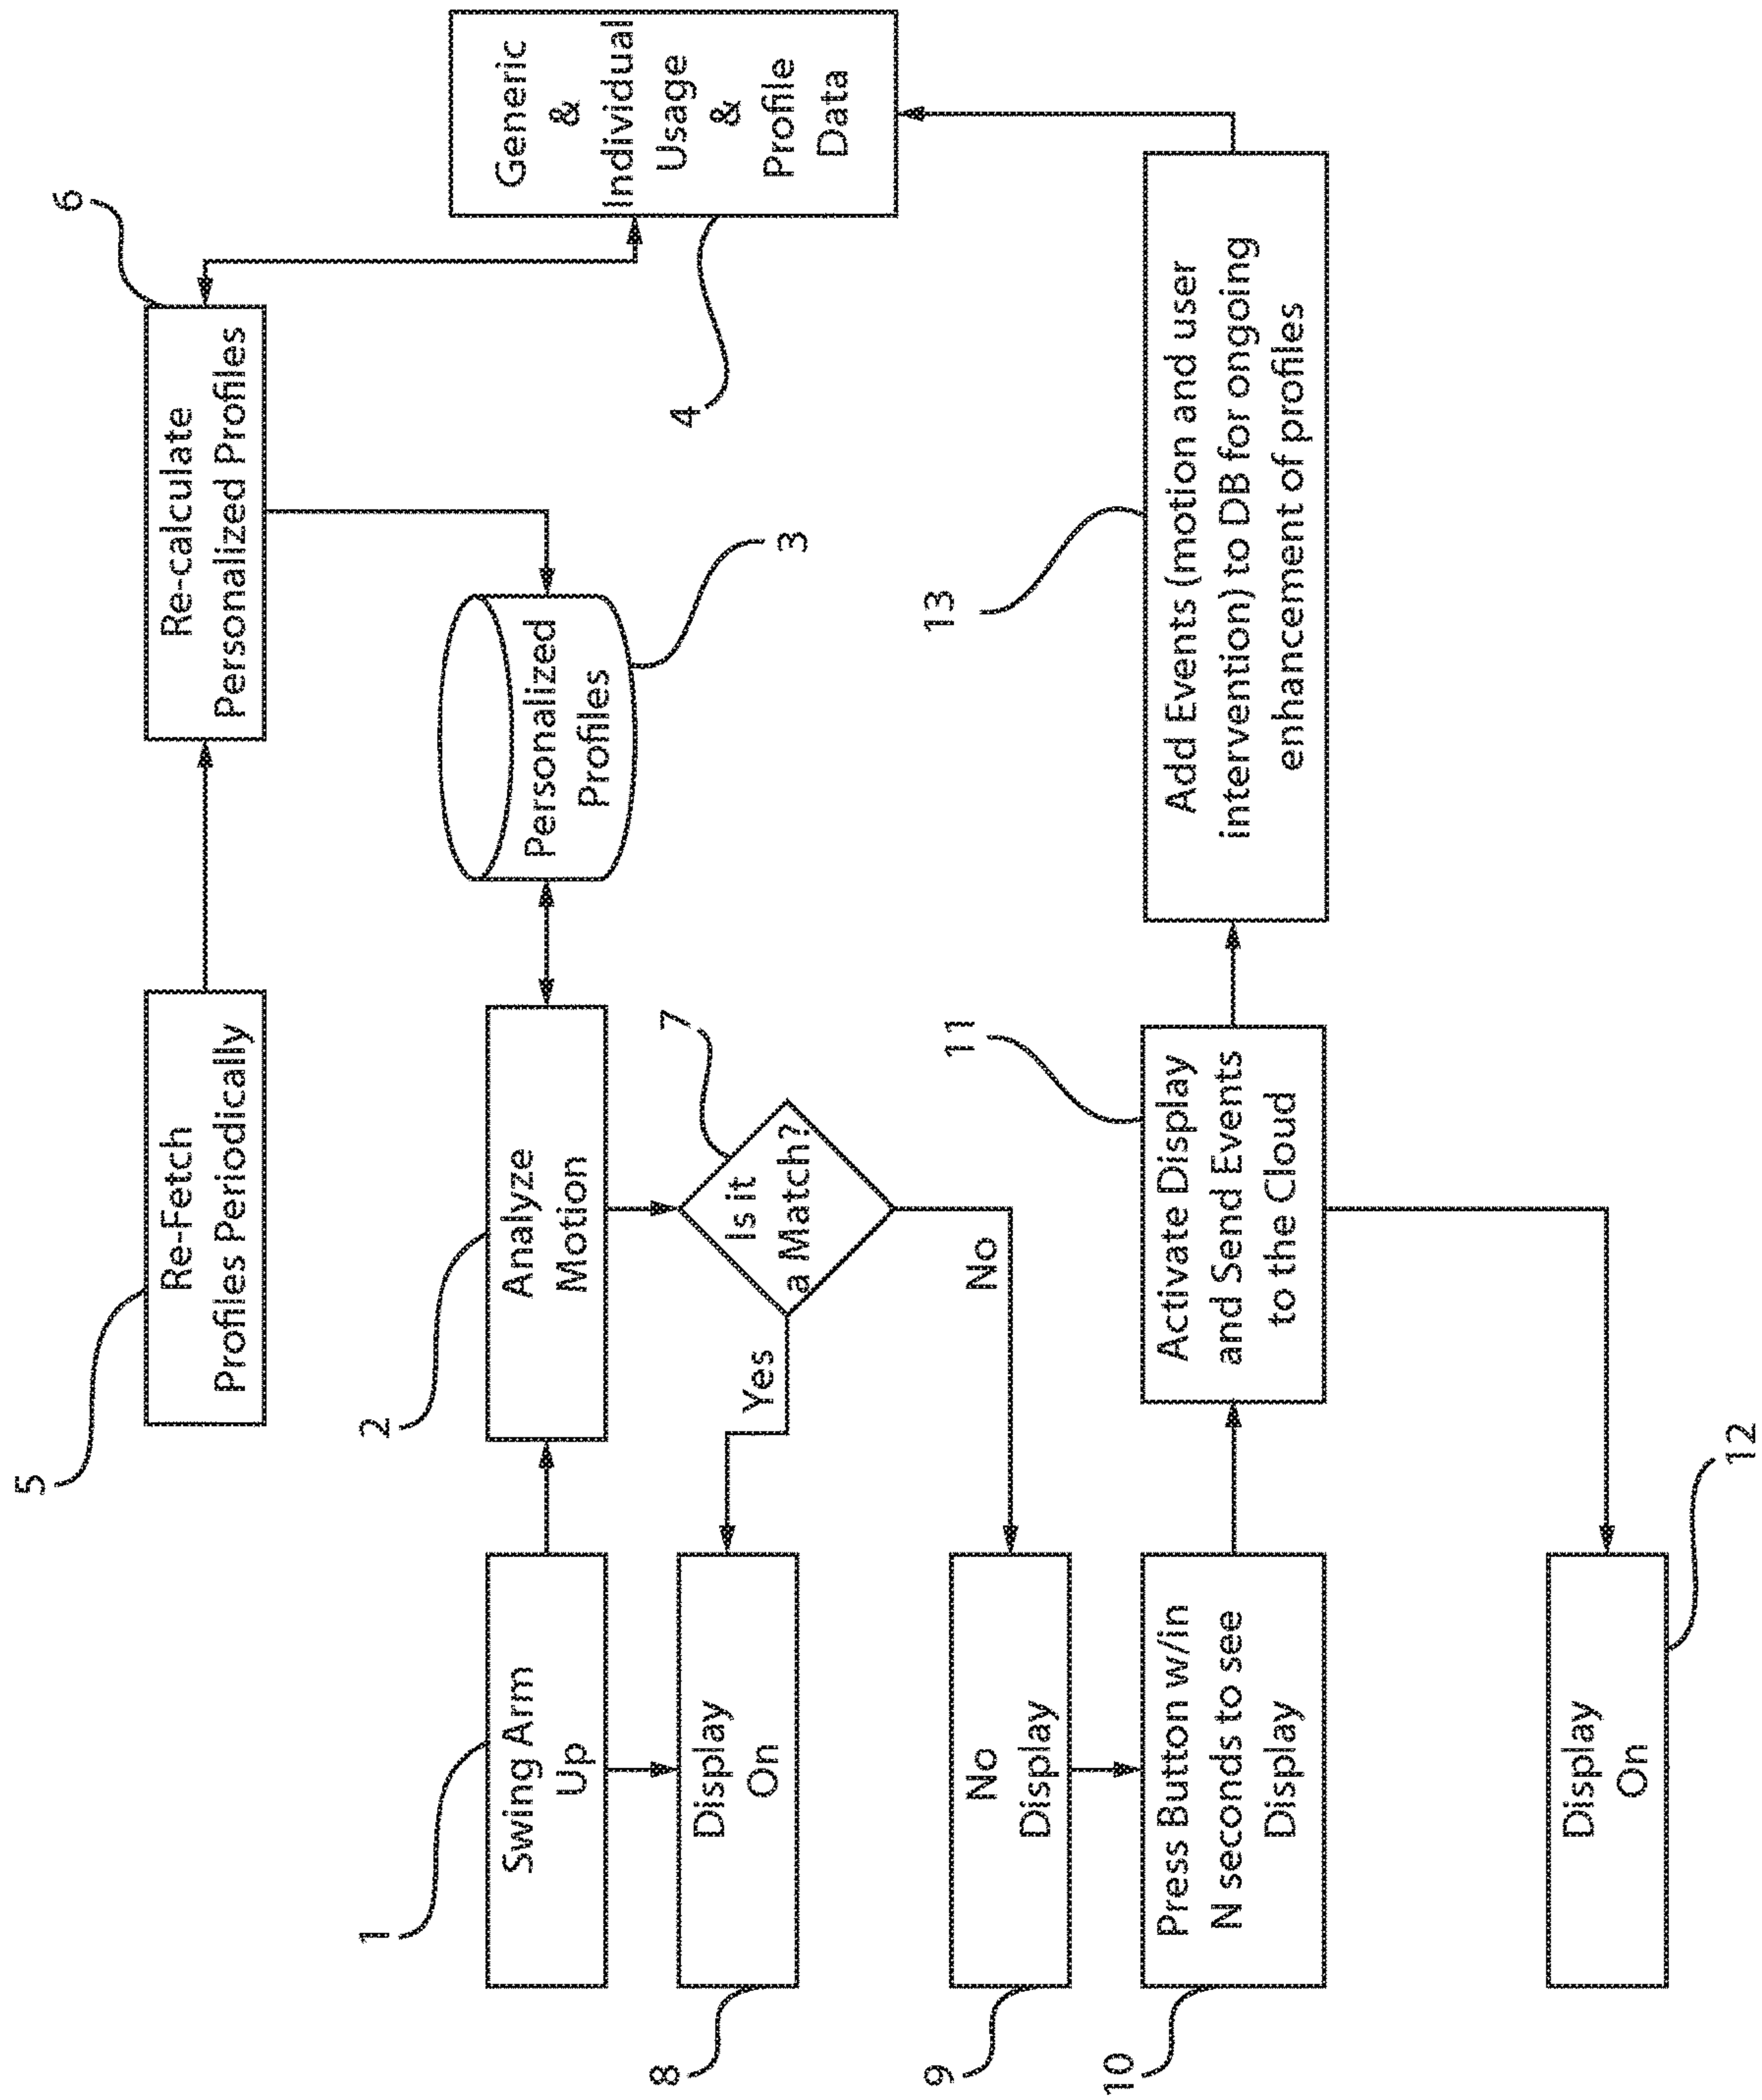 5
Re-Fetch
Profiles Periodically
6
Re-calculate
Personalized Profiles
1
Swing Arm
Up
2
Analyze
Motion
Personalized
Profiles
3
Generic
&
Individual
Usage
&
Profile
Data
4
8
Display
On
Yes
Is it
a Match?
7
No
9
No
Display
10
Press Button w/in
N seconds to see
Display
11
Activate Display
and Send Events
to the Cloud
13
Add Events (motion and user
intervention) to DB for ongoing
enhancement of profiles
Display
On
12